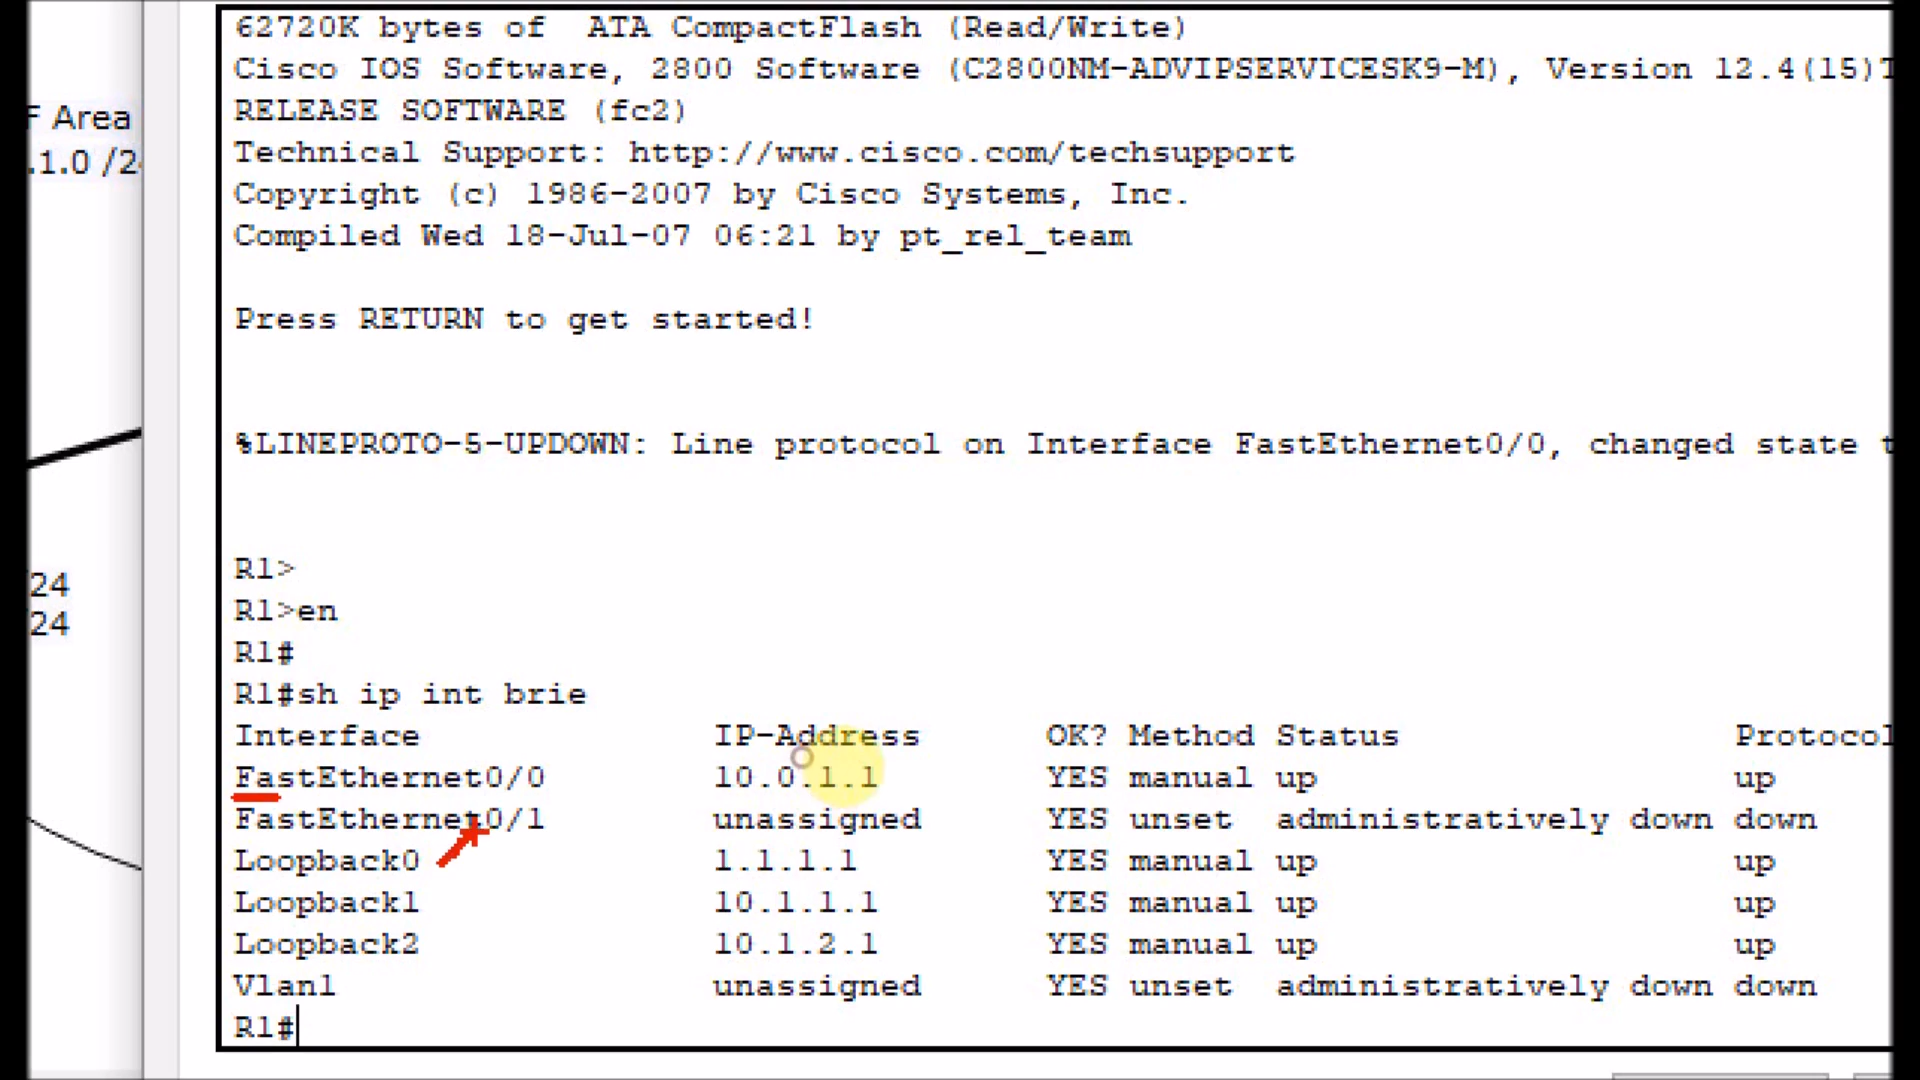 62720K bytes of  ATA CompactFlash (Read/Write)
Cisco IOS Software, 2800 Software (C2800NM-ADVIPSERVICESK9-M), Version 12.4(15)T
RELEASE SOFTWARE (fc2)
F Area
Technical Support: http://www.cisco.com/techsupport
.1.0 /24
Copyright (c) 1986-2007 by Cisco Systems, Inc.
Compiled Wed 18-Jul-07 06:21 by pt_rel_team
Press RETURN to get started!
%LINEPROTO-5-UPDOWN: Line protocol on Interface FastEthernet0/0, changed state t
R1>
24
R1>en
24
R1#
R1#sh ip int brie
Interface IP-Address OK? Method Status Protocol
FastEthernet0/0 10.0.1.1 YES manual up up
FastEthernet0/1 unassigned YES unset administratively down down
Loopback0 1.1.1.1 YES manual up up
Loopback1 10.1.1.1 YES manual up up
Loopback2 10.1.2.1 YES manual up up
Vlan1 unassigned YES unset administratively down down
R1#